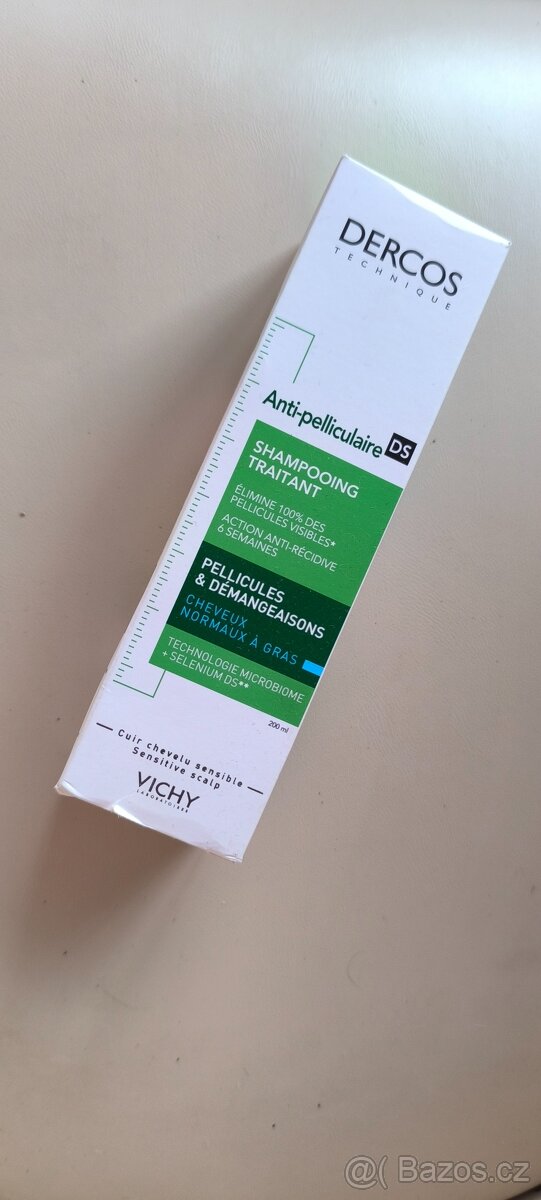 DERCOS
TECHNIQUE
Anti-pelliculaire DS
SHAMPOOING
TRAITANT
ÉLIMINE 100% DES
PELLICULES VISIBLES*
ACTION ANTI-RÉCIDIVE
6 SEMAINES
PELLICULES
& DÉMANGEAISONS
CHEVEUX
NORMAUX À GRAS
TECHNOLOGIE MICROBIOME
+ SELENIUM DS**
200 ml
Cuir chevelu sensible
Sensitive scalp
VICHY
LABORATOIRES
Bazos.cz